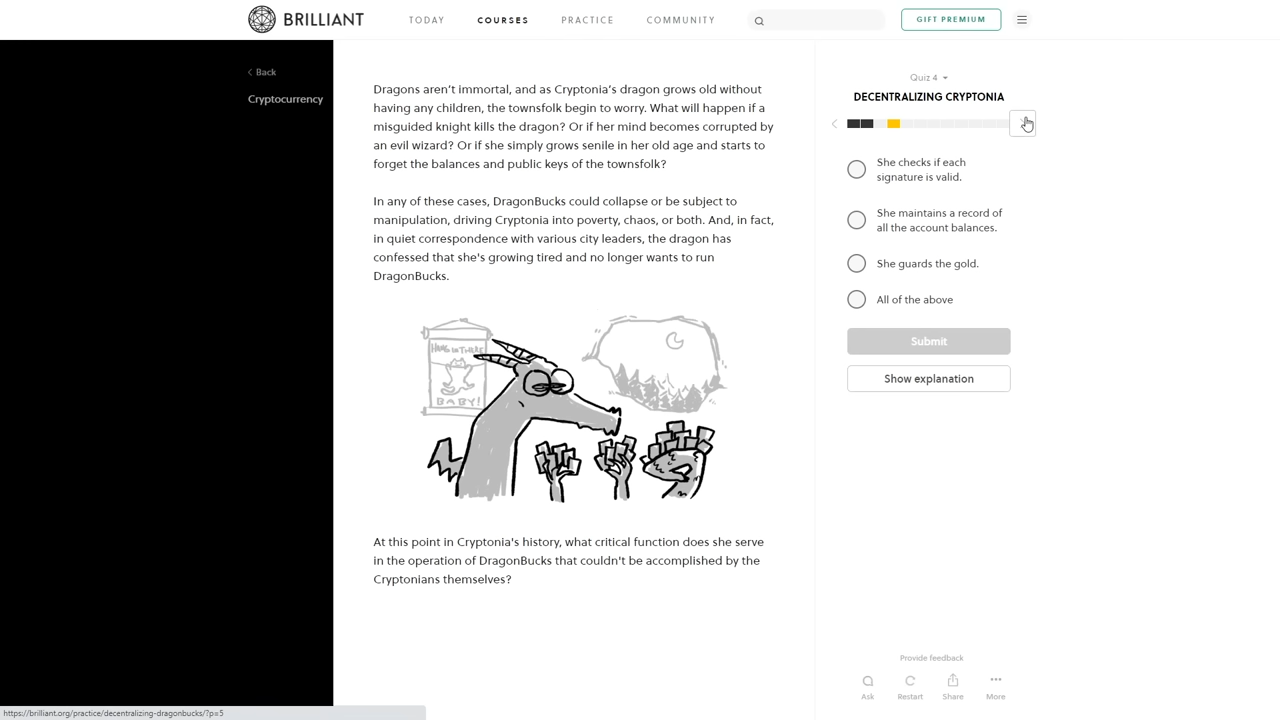 BRILLIANT
TODAY
COURSES
PRACTICE
COMMUNITY
GIFT PREMIUM
Back
Cryptocurrency
Dragons aren't immortal, and as Cryptonia's dragon grows old without
having any children, the townsfolk begin to worry. What will happen if a
misguided knight kills the dragon? Or if her mind becomes corrupted by
an evil wizard? Or if she simply grows senile in her old age and starts to
forget the balances and public keys of the townsfolk?
In any of these cases, DragonBucks could collapse or be subject to
manipulation, driving Cryptonia into poverty, chaos, or both. And, in fact,
in quiet correspondence with various city leaders, the dragon has
confessed that she's growing tired and no longer wants to run
DragonBucks.
HANG IN THERE
BABY!
At this point in Cryptonia's history, what critical function does she serve
in the operation of DragonBucks that couldn't be accomplished by the
Cryptonians themselves?
Quiz 4
DECENTRALIZING CRYPTONIA
She checks if each
signature is valid.
She maintains a record of
all the account balances.
She guards the gold.
All of the above
Submit
Show explanation
Provide feedback
Ask
Restart
Share
More
https://brilliant.org/practice/decentralizing-dragonbucks/?p=5